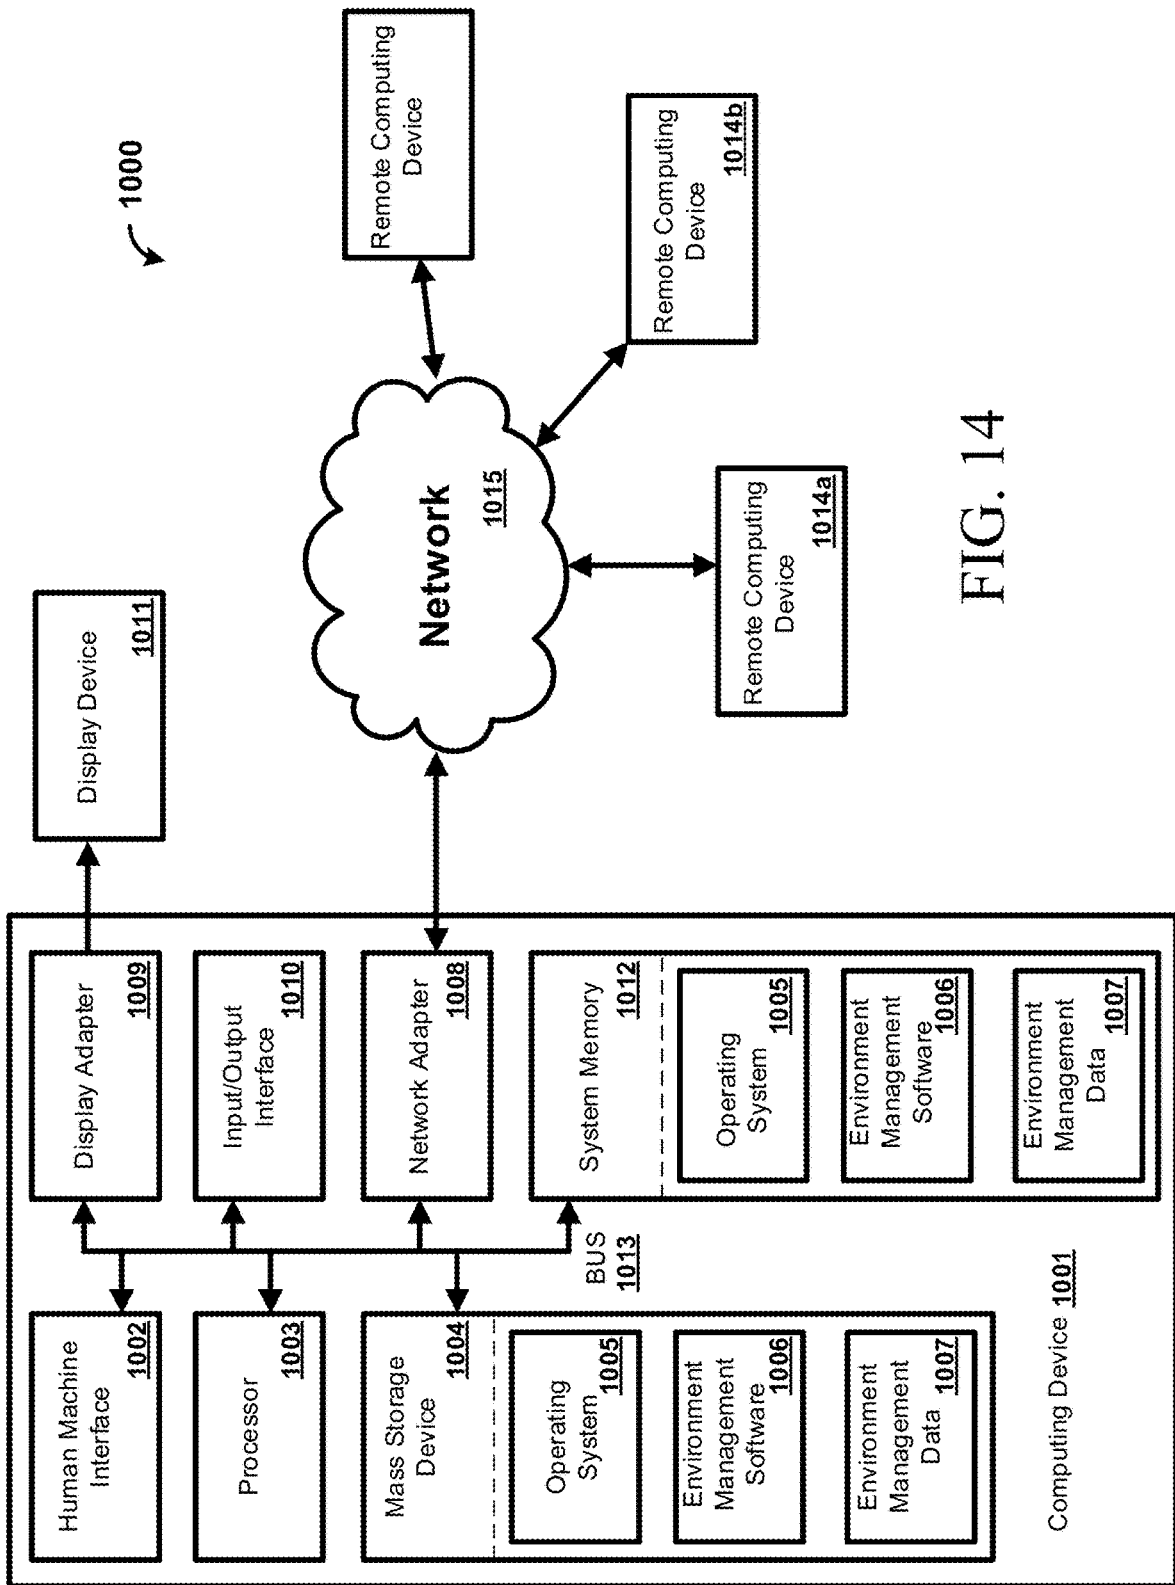 1000
Human Machine
Interface
1002
Processor
1003
Mass Storage
Device
1004
Operating
System
1005
Environment
Management
Software
1006
Environment
Management
Data
1007
Computing Device 1001
BUS
1013
Display Adapter
1009
Input/Output
Interface
1010
Network Adapter
1008
System Memory
1012
Operating
System
1005
Environment
Management
Software
1006
Environment
Management
Data
1007
Display Device
1011
Network
1015
Remote Computing
Device
Remote Computing
Device
1014b
Remote Computing
Device
1014a
FIG. 14